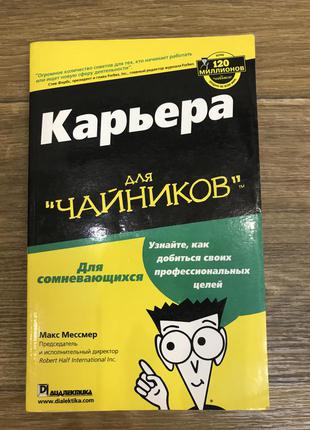 "Огромное количество советов для тех, кто начинает работать
или ищет новую сферу деятельности".
Стив Форбс, президент и глава Forbes, Inc., главный редактор журнала Forbes
120
МИЛЛИОНОВ
Карьера
ДЛЯ
"ЧАЙНИКОВ"™
Для
сомневающихся
Узнайте, как
добиться своих
профессиональных
целей
Макс Мессмер
Председатель
и исполнительный директор
Robert Half International Inc.
ДИАЛЕКТИКА
www.dialektika.com